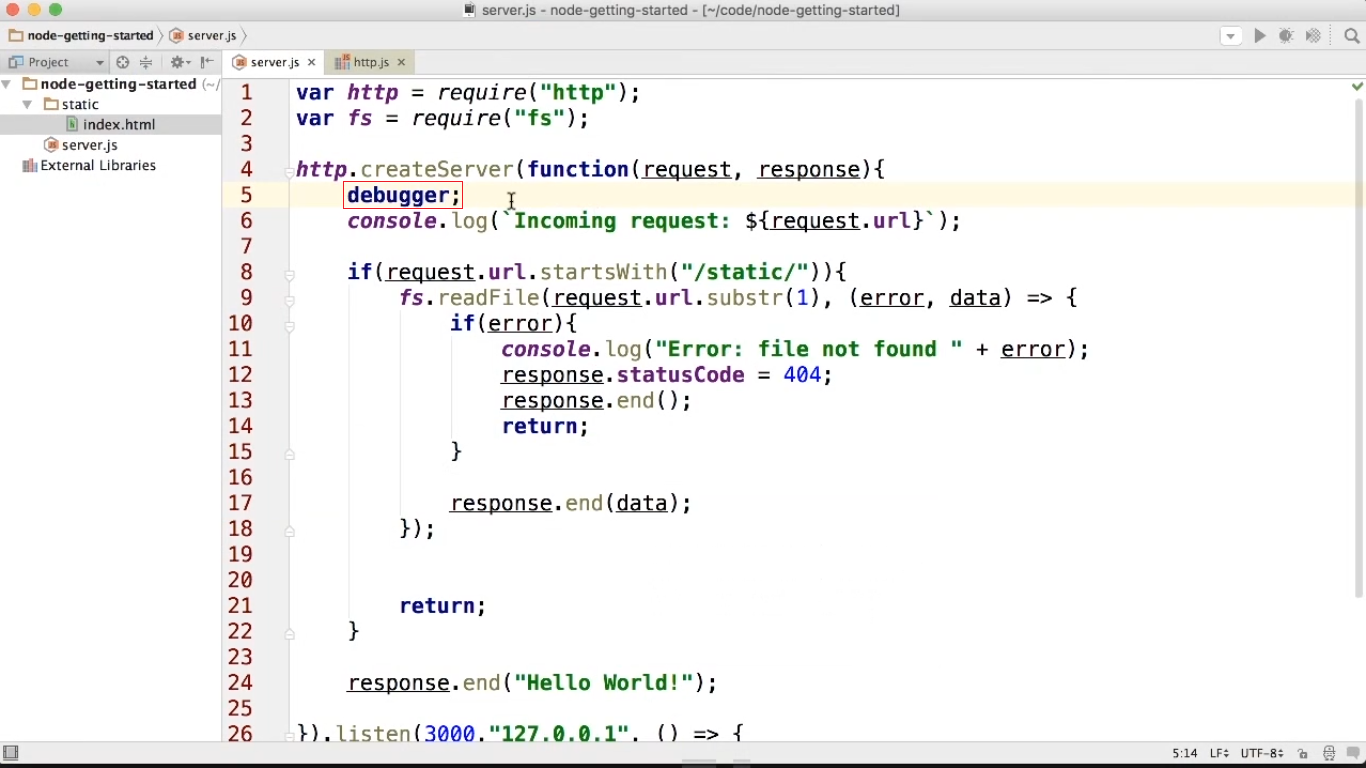 server.js - node-getting-started - [~/code/node-getting-started]
node-getting-started server.js
Project server.js × http.js ×
node-getting-started (~/
static
index.html
server.js
External Libraries
1 var http = require("http");
2 var fs = require("fs");
3
4 http.createServer(function(request, response){
5 debugger;
6 console.log(`Incoming request: ${request.url}`);
7
8 if(request.url.startsWith("/static/")){
9 fs.readFile(request.url.substr(1), (error, data) => {
10 if(error){
11 console.log("Error: file not found " + error);
12 response.statusCode = 404;
13 response.end();
14 return;
15 }
16
17 response.end(data);
18 });
19
20
21 return;
22 }
23
24 response.end("Hello World!");
25
26 }).listen(3000,"127.0.0.1", () => {
5:14 LF UTF-8